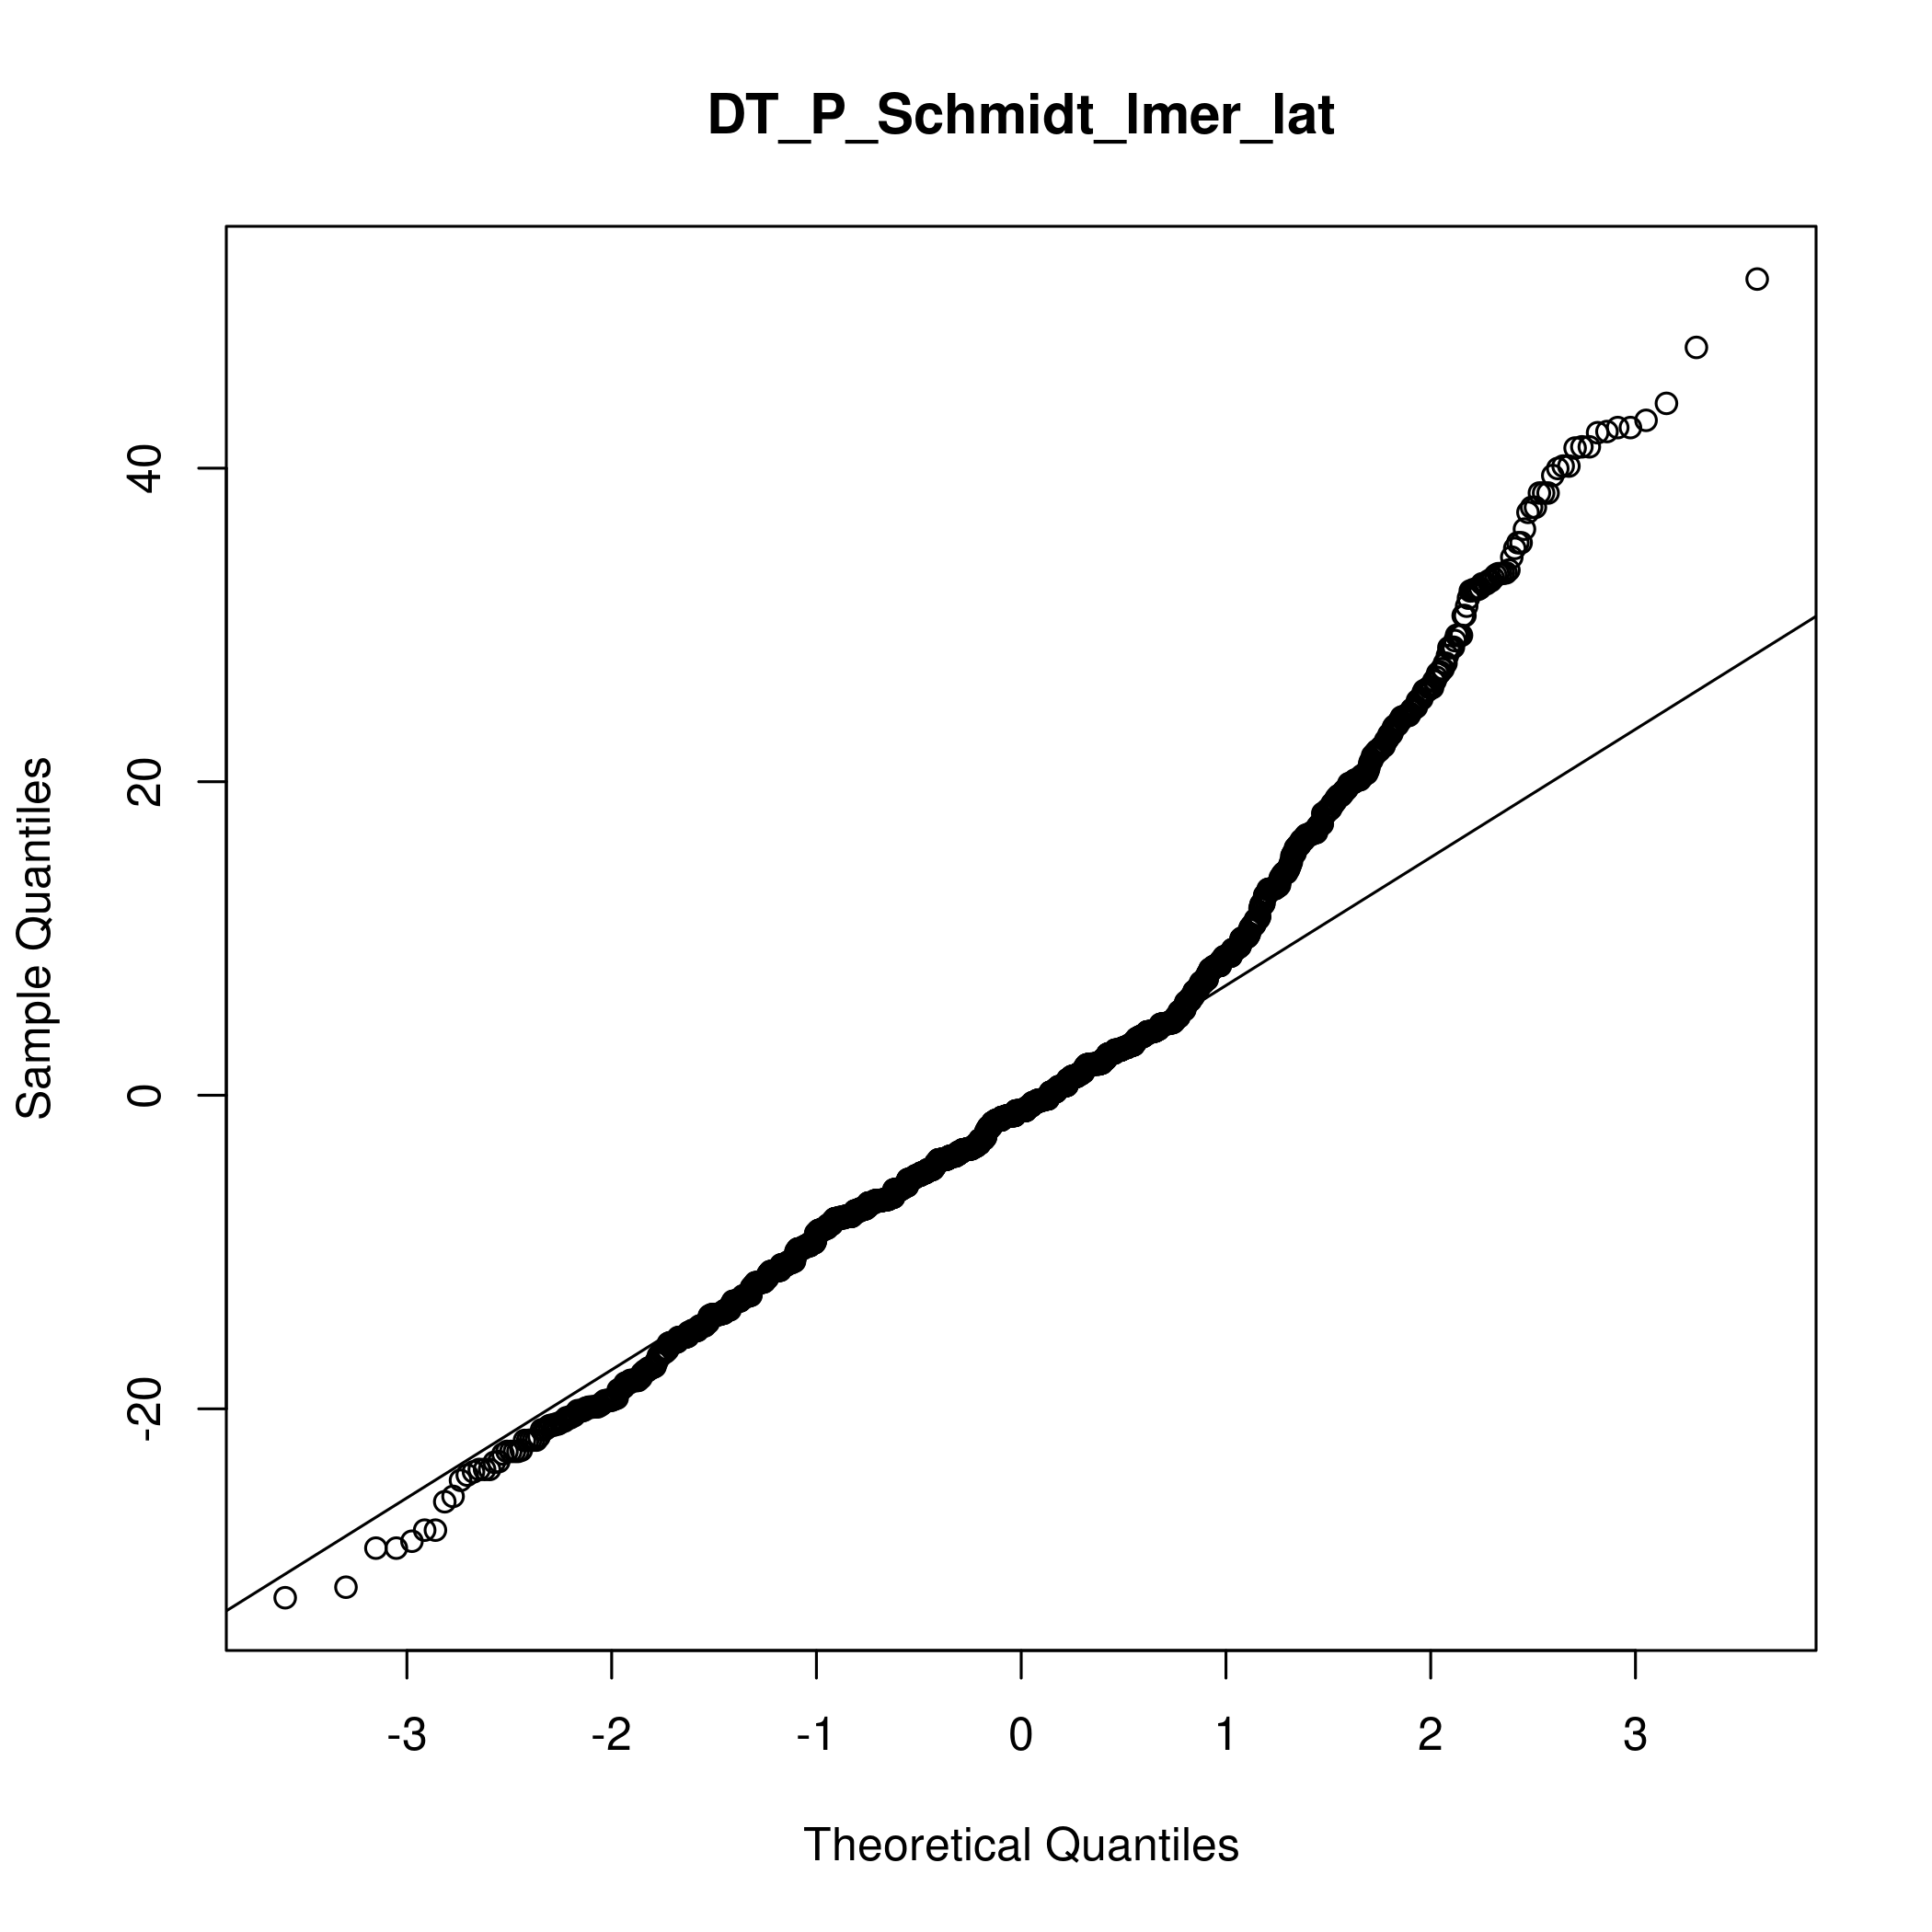 DT_P_Schmidt_lmer_lat
40
20
0
-20
Sample Quantiles
-3 -2 -1 0 1 2 3
Theoretical Quantiles